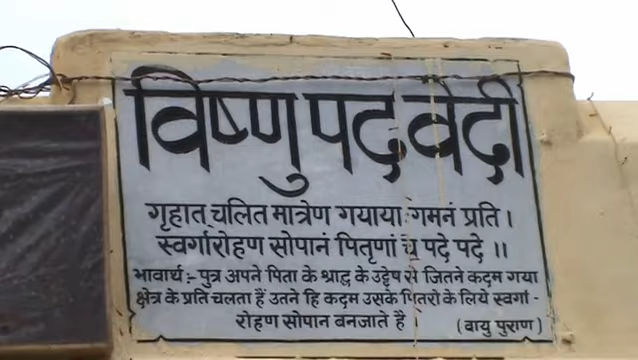 विष्णु पद वेदी
गृहात चलित मात्रेण गयायाः गमनं प्रति ।
स्वर्गारोहण सोपानं पितृणां च पदे पदे ।।
भावार्थ :- पुत्र अपने पिता के श्राद्ध के उद्देष से जितने कदम गया
क्षेत्र के प्रति चलता हैं उतने हि कदम उसके पितरो के लिये स्वर्गा -
रोहण सोपान बनजाते है (वायु पुराण)